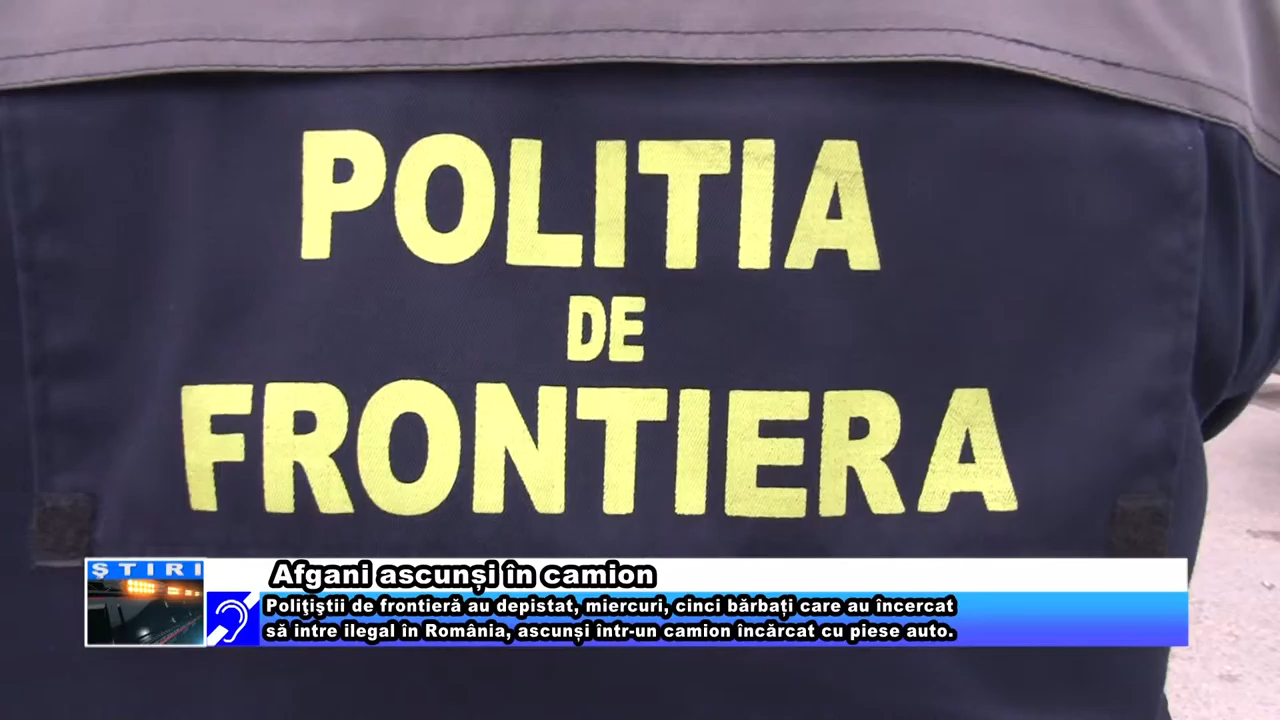 POLITIA
DE
FRONTIERA
ŞTIRI
Afgani ascunși în camion
Poliţiştii de frontieră au depistat, miercuri, cinci bărbați care au încercat
să intre ilegal în România, ascunși într-un camion încărcat cu piese auto.